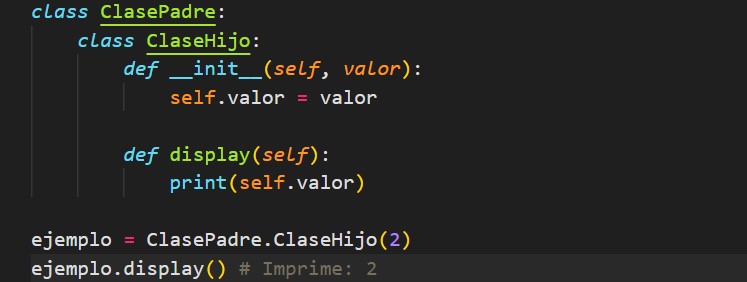 class ClasePadre:
    class ClaseHijo:
        def __init__(self, valor):
            self.valor = valor
        def display(self):
            print(self.valor)
ejemplo = ClasePadre.ClaseHijo(2)
ejemplo.display() # Imprime: 2